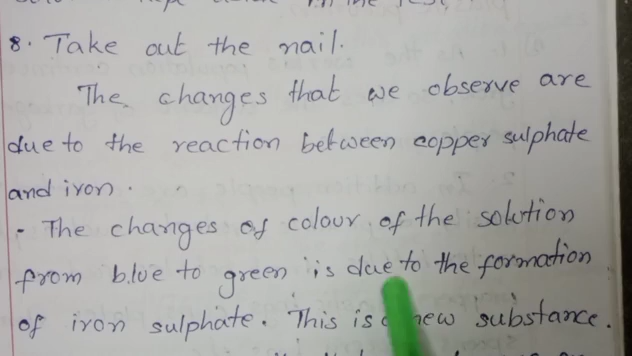 8. Take out the nail.
The changes that we observe are
due to the reaction between copper sulphate
and iron.
- The changes of colour of the solution
from blue to green is due to the formation
of iron sulphate. This is new substance.